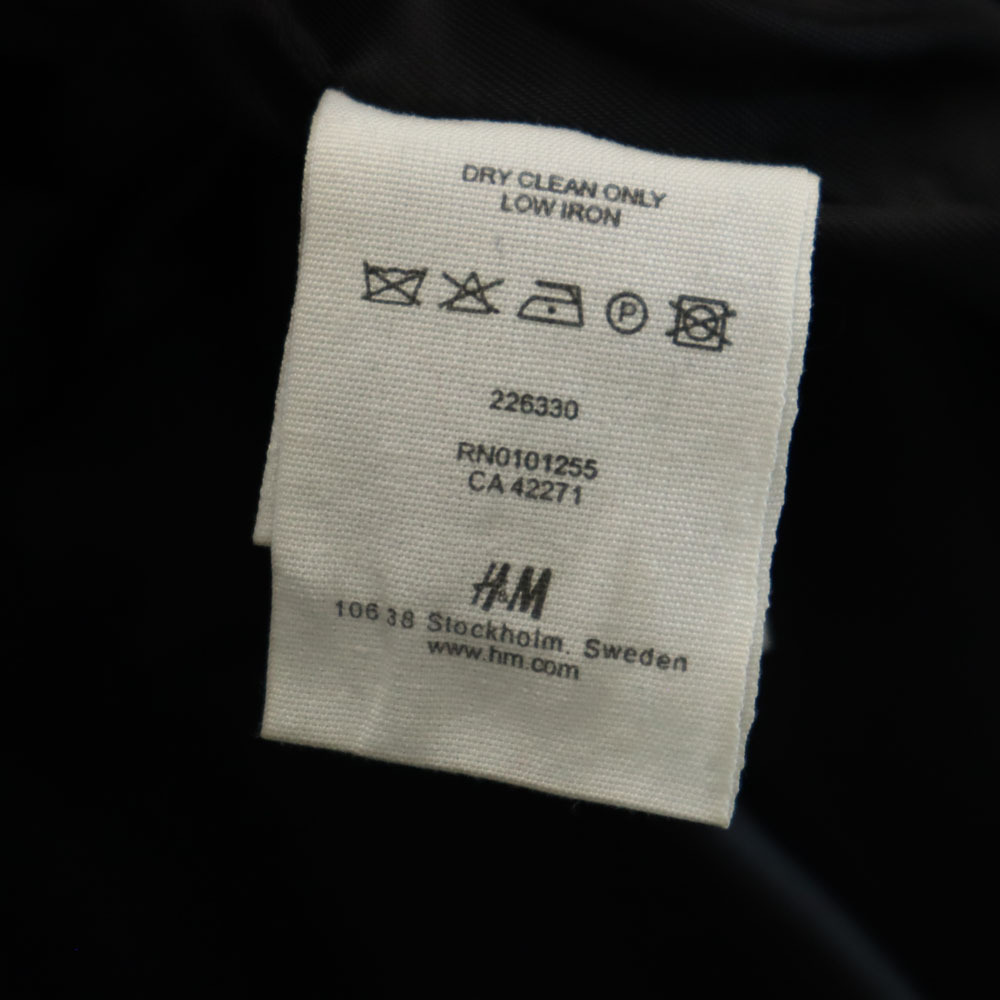 DRY CLEAN ONLY
LOW IRON
P
226330
RN0101255
CA 42271
H&M
106 38 Stockholm, Sweden
www.hm.com